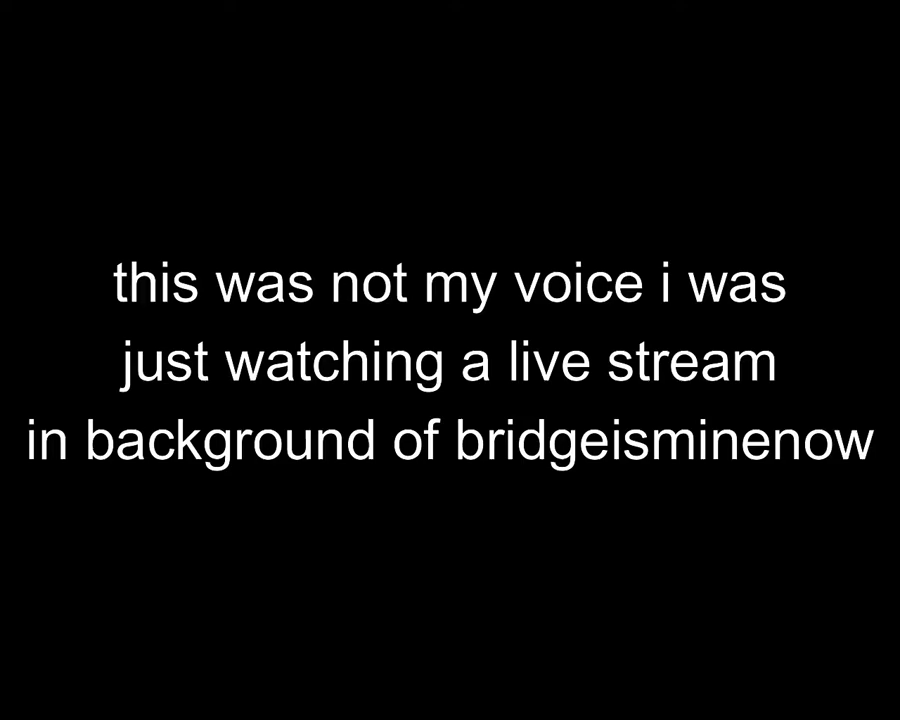 this was not my voice i was
just watching a live stream
in background of bridgeisminenow